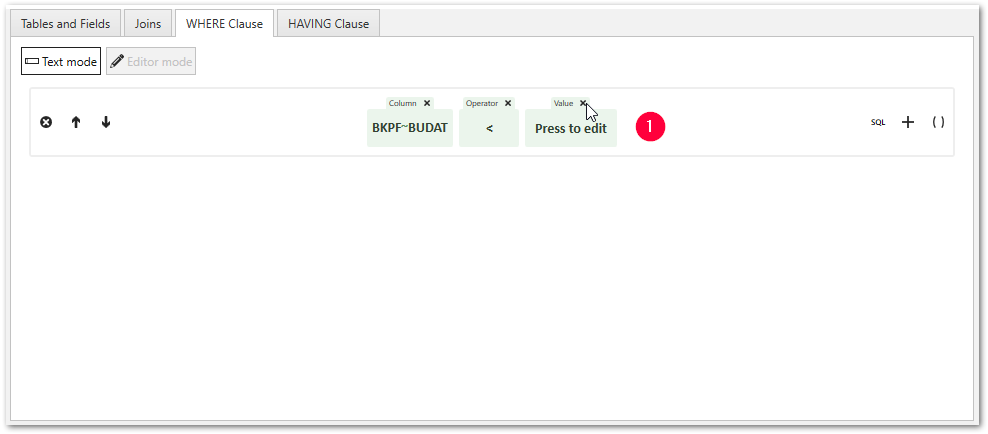 Tables and Fields Joins WHERE Clause HAVING Clause
Text mode Editor mode
Column Operator Value
BKPF~BUDAT < Press to edit 1 SQL + ( )